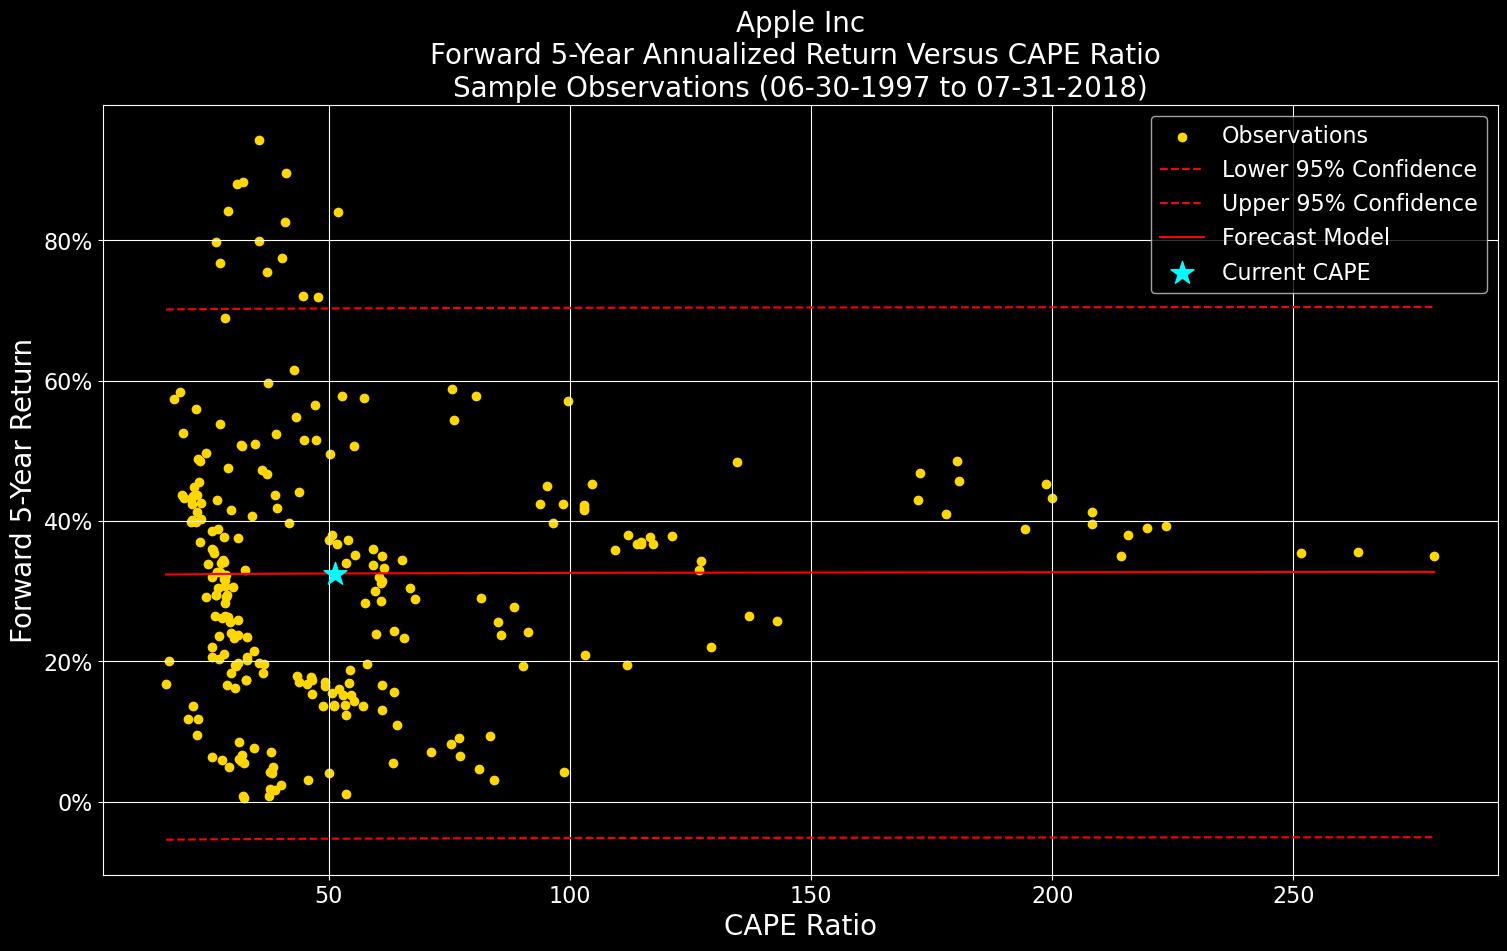 Apple Inc
Forward 5-Year Annualized Return Versus CAPE Ratio
Sample Observations (06-30-1997 to 07-31-2018)
Observations
Lower 95% Confidence
Upper 95% Confidence
Forecast Model
Current CAPE
Forward 5-Year Return
80%
60%
40%
20%
0%
50
100
150
200
250
CAPE Ratio